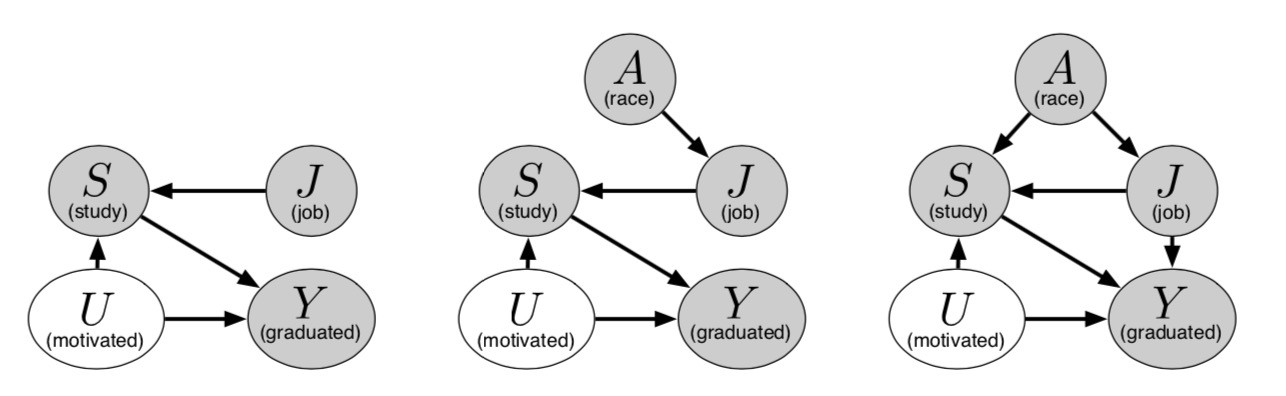 A
(race)
A
(race)
S
(study)
J
(job)
S
(study)
J
(job)
S
(study)
J
(job)
U
(motivated)
Y
(graduated)
U
(motivated)
Y
(graduated)
U
(motivated)
Y
(graduated)